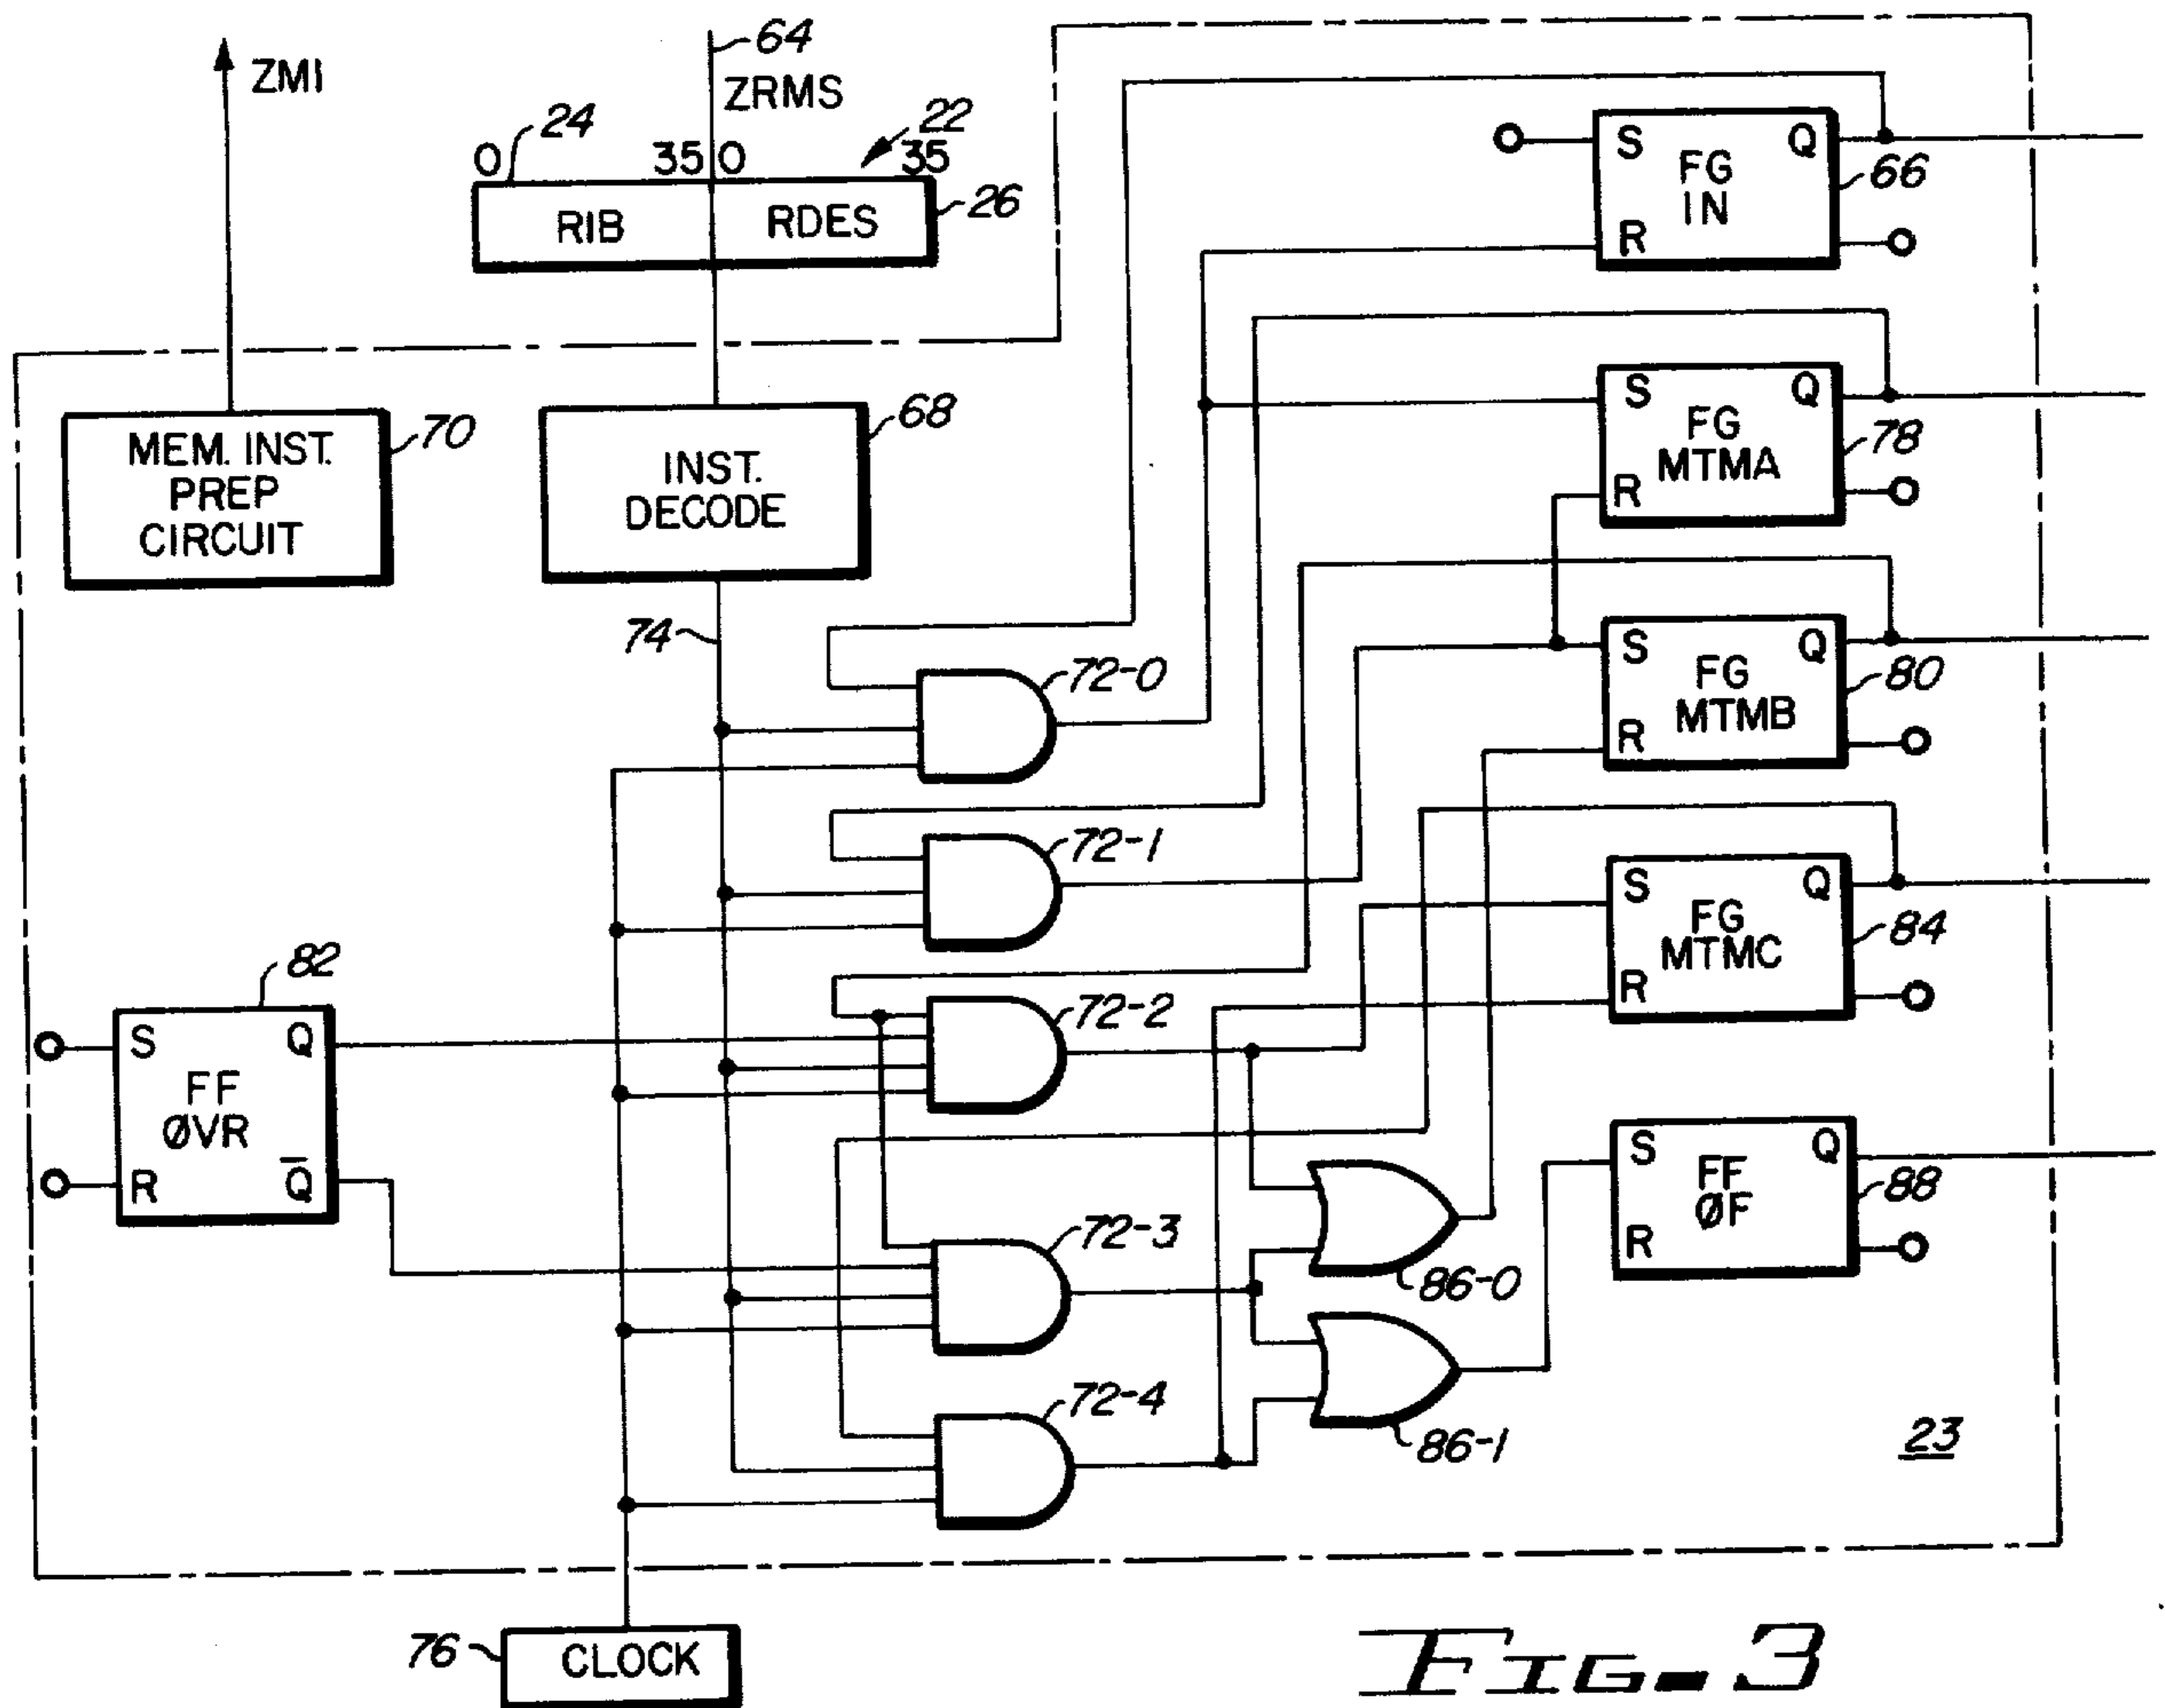 64
ZMI
ZRMS
24
22
0 35 0 35
RIB RDES
26
S Q
FG
IN
R
66
MEM. INST.
PREP
CIRCUIT
70
INST.
DECODE
68
S Q
FG
MTMA
R
78
74
72-0
S Q
FG
MTMB
R
80
72-1
S Q
FG
MTMC
R
84
82
S Q
FF
ØVR
R Q̅
72-2
72-3
86-0
S Q
FF
ØF
R
88
72-4
86-1
23
76
CLOCK
FIG-3